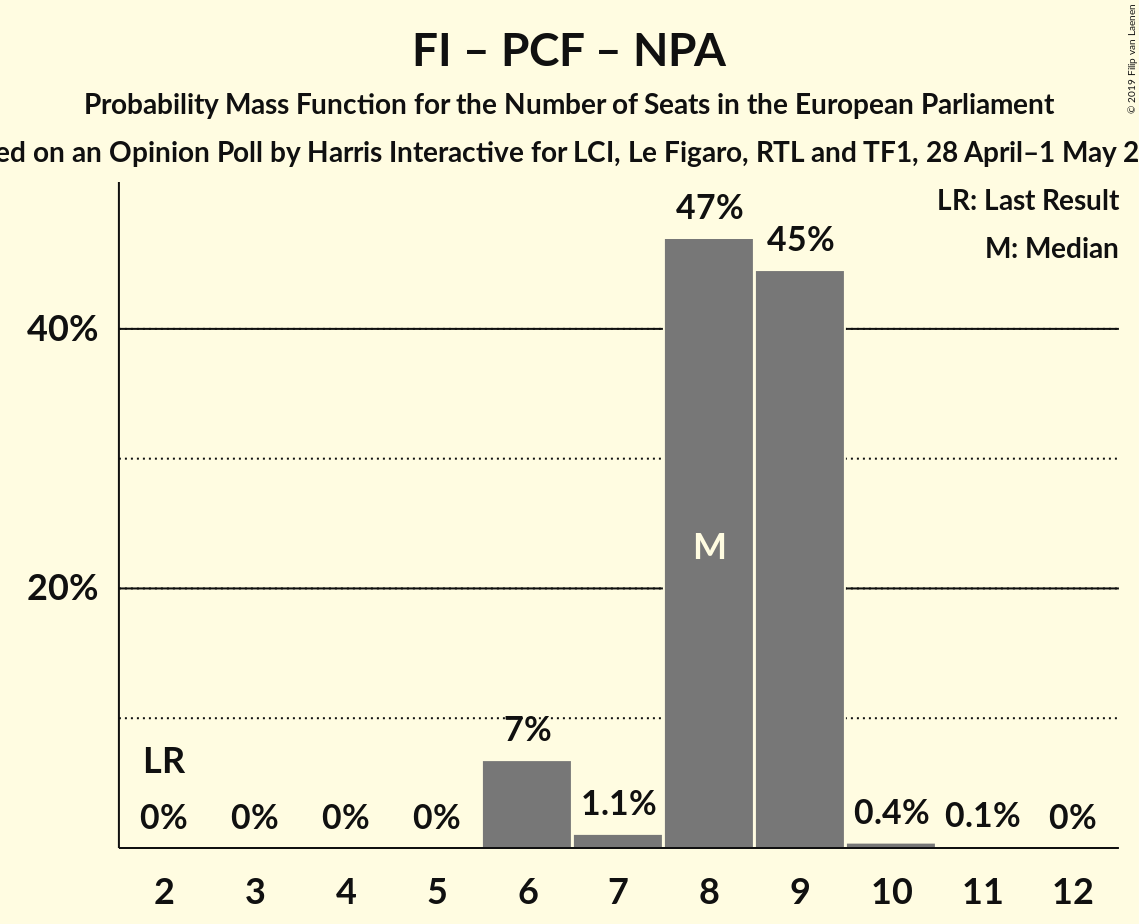 FI – PCF – NPA
Probability Mass Function for the Number of Seats in the European Parliament
ed on an Opinion Poll by Harris Interactive for LCI, Le Figaro, RTL and TF1, 28 April–1 May 2
© 2019 Filip van Laenen
LR: Last Result
M: Median
47%
45%
40%
M
20%
7%
LR
1.1%
0% 0% 0% 0% 0.4% 0.1% 0%
2 3 4 5 6 7 8 9 10 11 12